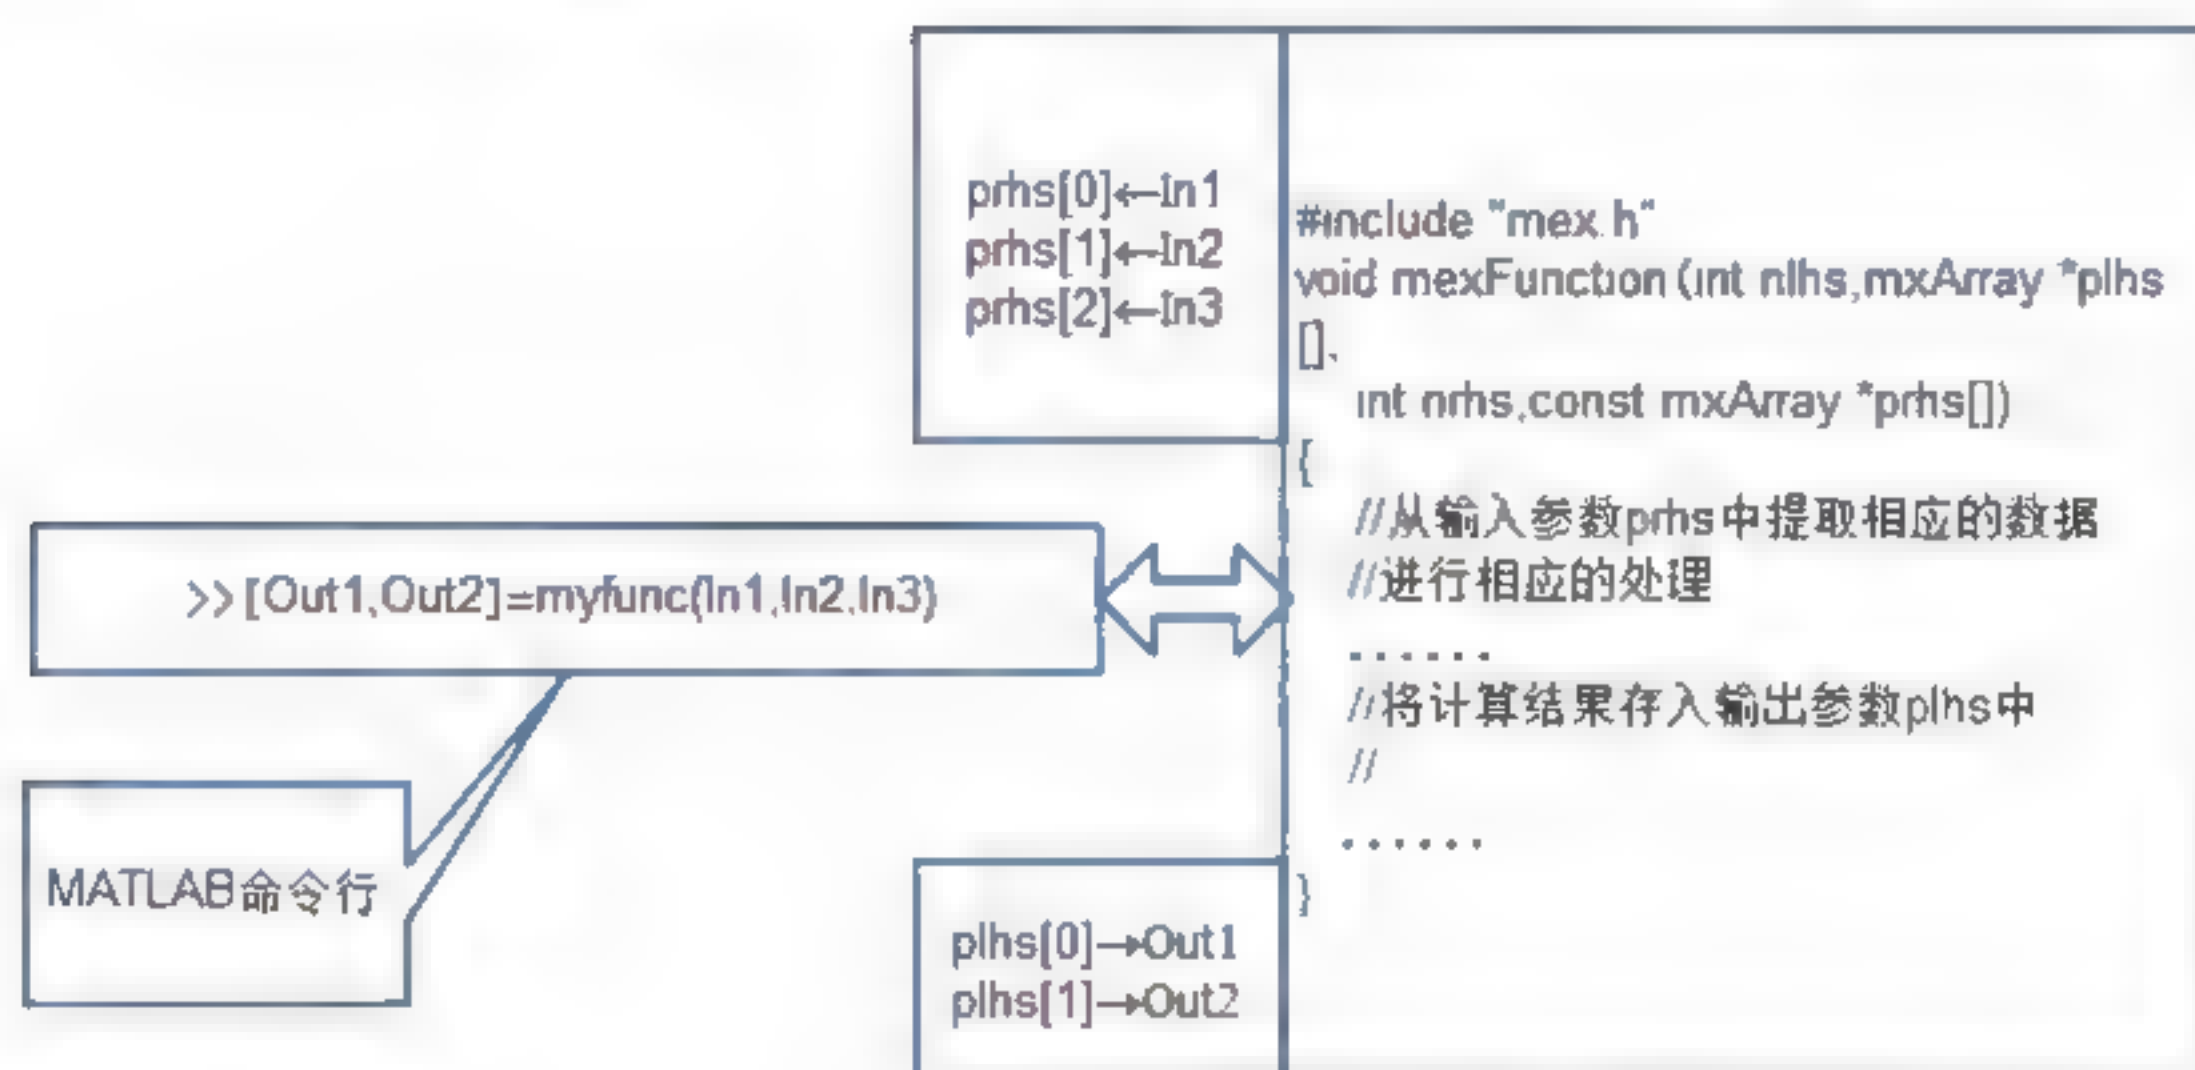 prhs[0]←In1
prhs[1]←In2
prhs[2]←In3
#include "mex.h"
void mexFunction(int nlhs,mxArray *plhs
[],
int nrhs,const mxArray *prhs[])
{
//从输入参数prhs中提取相应的数据
//进行相应的处理
......
//将计算结果存入输出参数plhs中
//
......
}
>>[Out1,Out2]=myfunc(In1,In2,In3)
MATLAB命令行
plhs[0]→Out1
plhs[1]→Out2